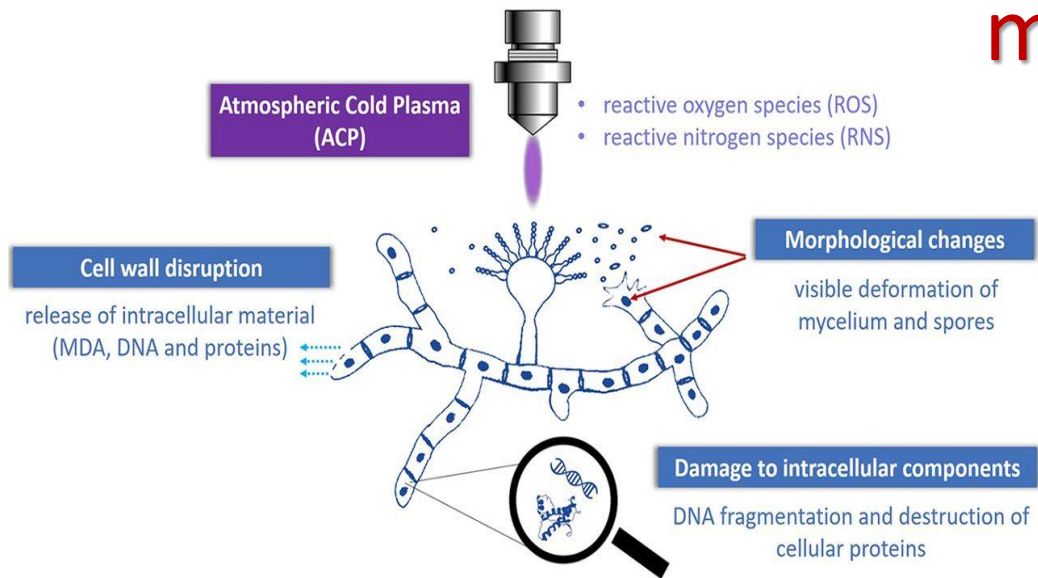 m
Atmospheric Cold Plasma
(ACP)
• reactive oxygen species (ROS)
• reactive nitrogen species (RNS)
Cell wall disruption
release of intracellular material
(MDA, DNA and proteins)
Morphological changes
visible deformation of
mycelium and spores
Damage to intracellular components
DNA fragmentation and destruction of
cellular proteins